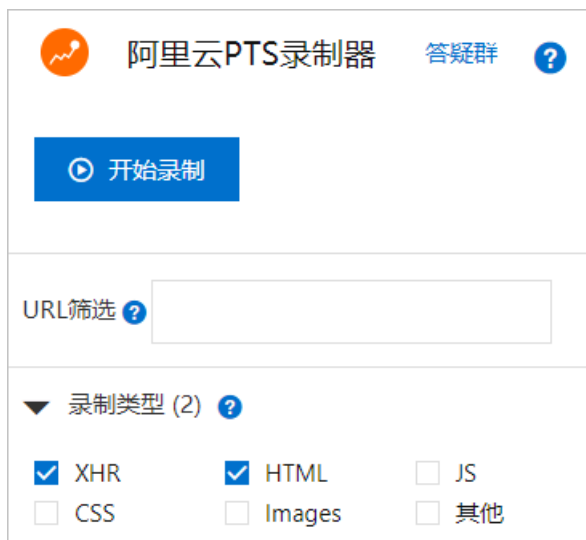 阿里云PTS录制器 答疑群 ?
开始录制
URL筛选 ?
录制类型 (2) ?
XHR HTML JS
CSS Images 其他